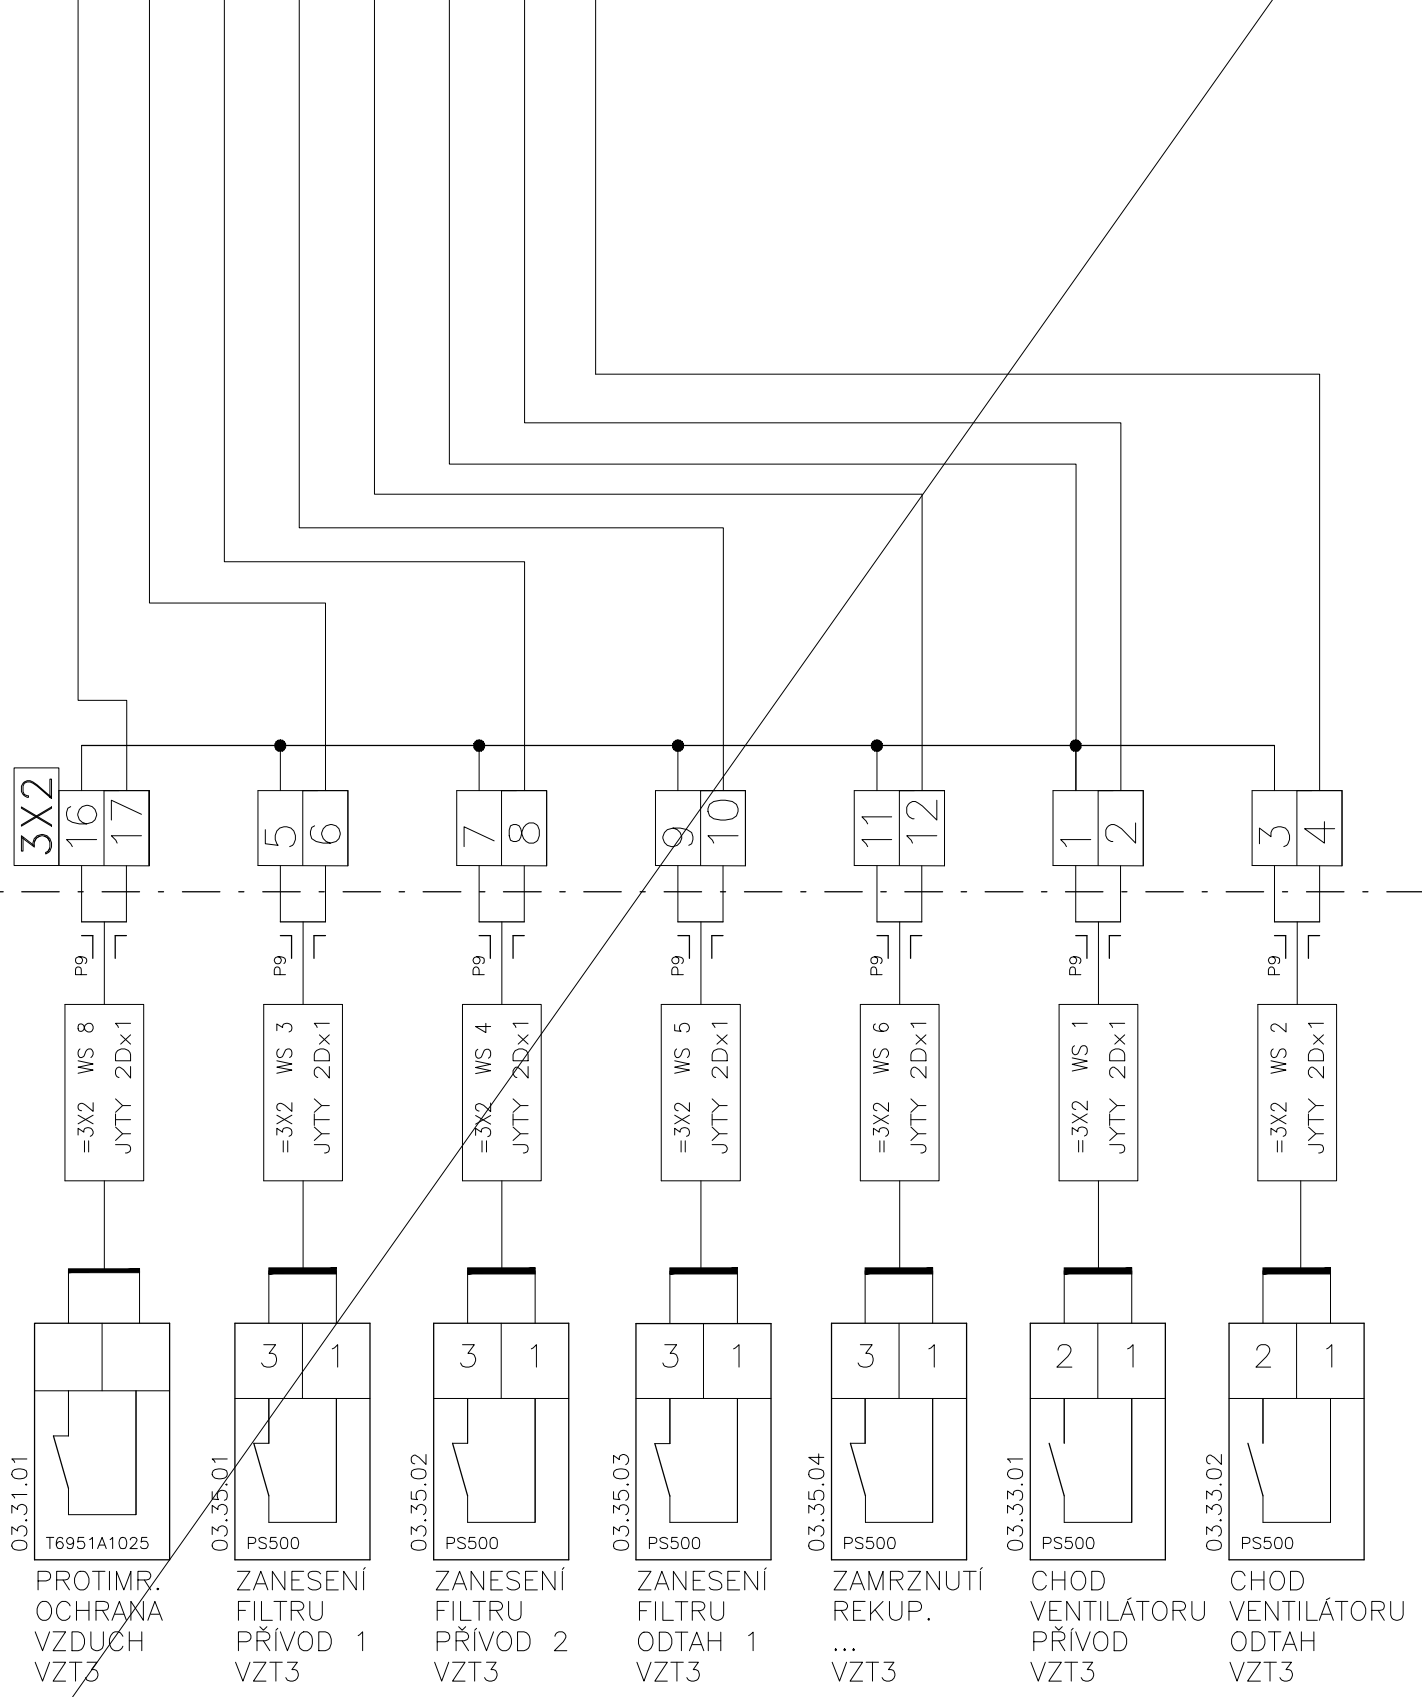 3X2
16 17
5 6
7 8
9 10
11 12
1 2
3 4
P9
P9
P9
P9
P9
P9
P9
=3X2 WS 8
JYTY 2Dx1
=3X2 WS 3
JYTY 2Dx1
=3X2 WS 4
JYTY 2Dx1
=3X2 WS 5
JYTY 2Dx1
=3X2 WS 6
JYTY 2Dx1
=3X2 WS 1
JYTY 2Dx1
=3X2 WS 2
JYTY 2Dx1
03.31.01
T6951A1025
PROTIMR.
OCHRANA
VZDUCH
VZT3
3 1
03.35.01
PS500
ZANESENÍ
FILTRU
PŘÍVOD 1
VZT3
3 1
03.35.02
PS500
ZANESENÍ
FILTRU
PŘÍVOD 2
VZT3
3 1
03.35.03
PS500
ZANESENÍ
FILTRU
ODTAH 1
VZT3
3 1
03.35.04
PS500
ZAMRZNUTÍ
REKUP.
...
VZT3
2 1
03.33.01
PS500
CHOD
VENTILÁTORU
PŘÍVOD
VZT3
2 1
03.33.02
PS500
CHOD
VENTILÁTORU
ODTAH
VZT3